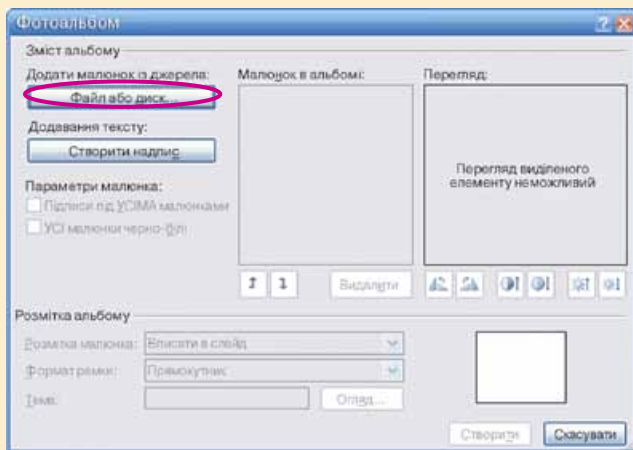 Фотоальбом
Зміст альбому
Додати малюнок із джерела:
Файл або диск...
Додавання тексту:
Створити надпис
Параметри малюнка:
Підписи під УСІМА малюнками
УСІ малюнки чорно-білі
Малюнок в альбомі:
Видалити
Перегляд:
Перегляд виділеного
елементу неможливий
Розмітка альбому
Розмітка малюнка: Вписати в слайд
Формат рамки: Прямокутник
Тема: Огляд...
Створити Скасувати